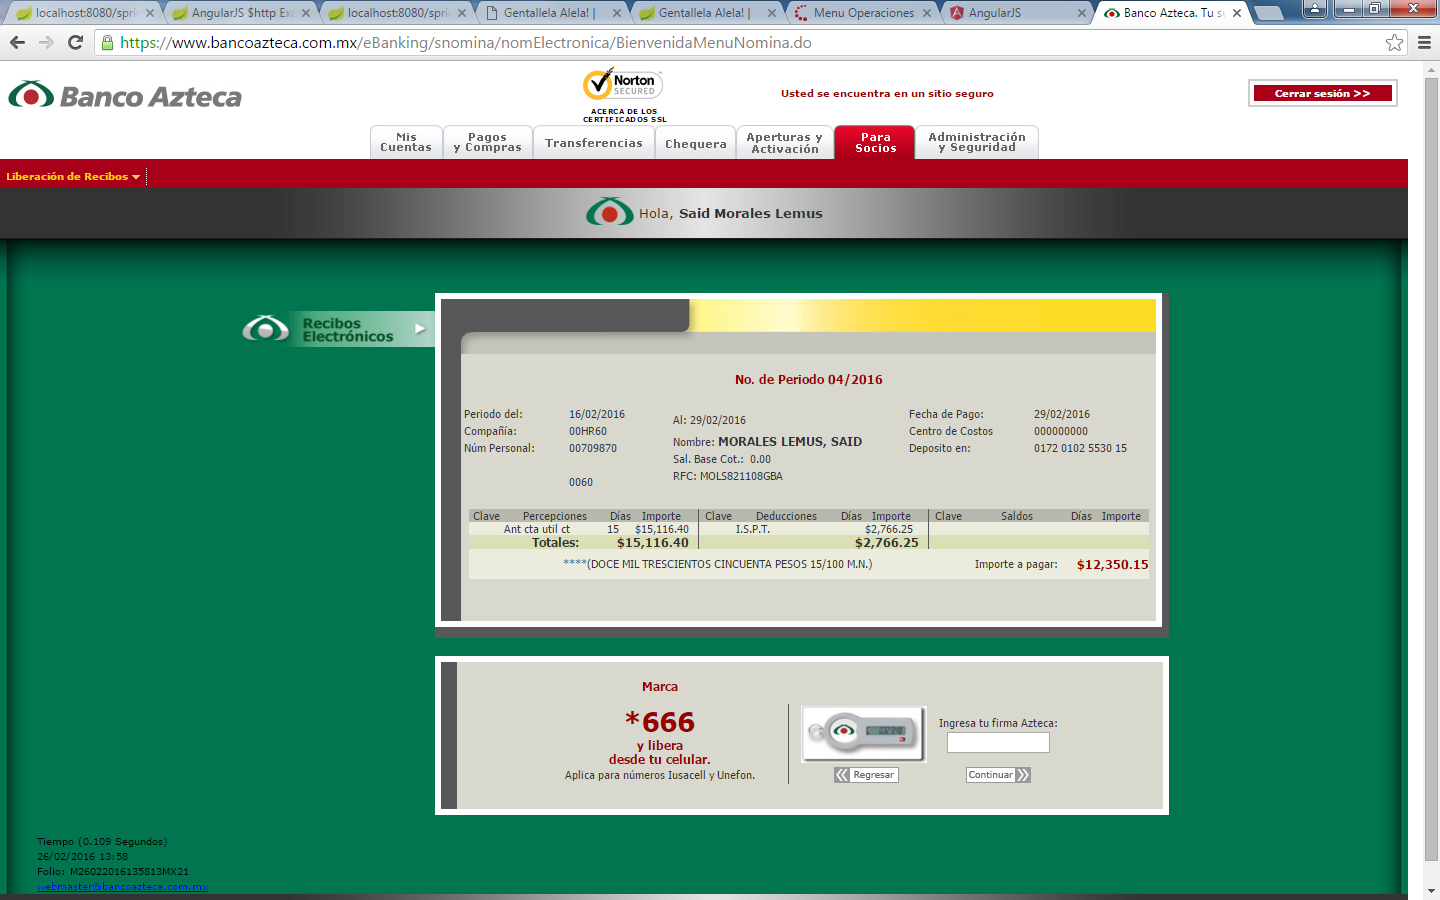 localhost:8080/spri
AngularJS $http Exa
localhost:8080/spri
Gentallela Alela! |
Gentallela Alela! |
Menu Operaciones
AngularJS
Banco Azteca. Tu su
https://www.bancoazteca.com.mx/eBanking/snomina/nomElectronica/BienvenidaMenuNomina.do
Banco Azteca
Norton
SECURED
ACERCA DE LOS
CERTIFICADOS SSL
Usted se encuentra en un sitio seguro
Cerrar sesión >>
Mis
Cuentas
Pagos
y Compras
Transferencias
Chequera
Aperturas y
Activación
Para
Socios
Administración
y Seguridad
Liberación de Recibos
Hola, Said Morales Lemus
Recibos
Electrónicos
No. de Periodo 04/2016
Periodo del: 16/02/2016 Al: 29/02/2016 Fecha de Pago: 29/02/2016
Compañía: 00HR60 Nombre: MORALES LEMUS, SAID Centro de Costos 000000000
Núm Personal: 00709870 Sal. Base Cot.: 0.00 Deposito en: 0172 0102 5530 15
0060 RFC: MOLS821108GBA
Clave Percepciones Días Importe Clave Deducciones Días Importe Clave Saldos Días Importe
Ant cta util ct 15 $15,116.40 I.S.P.T. $2,766.25
Totales: $15,116.40 $2,766.25
****(DOCE MIL TRESCIENTOS CINCUENTA PESOS 15/100 M.N.) Importe a pagar: $12,350.15
Marca
*666
y libera
desde tu celular.
Aplica para números Iusacell y Unefon.
Ingresa tu firma Azteca:
Regresar
Continuar
Tiempo (0.109 Segundos)
26/02/2016 13:58
Folio: M26022016135813MX21
webmaster@bancoazteca.com.mx